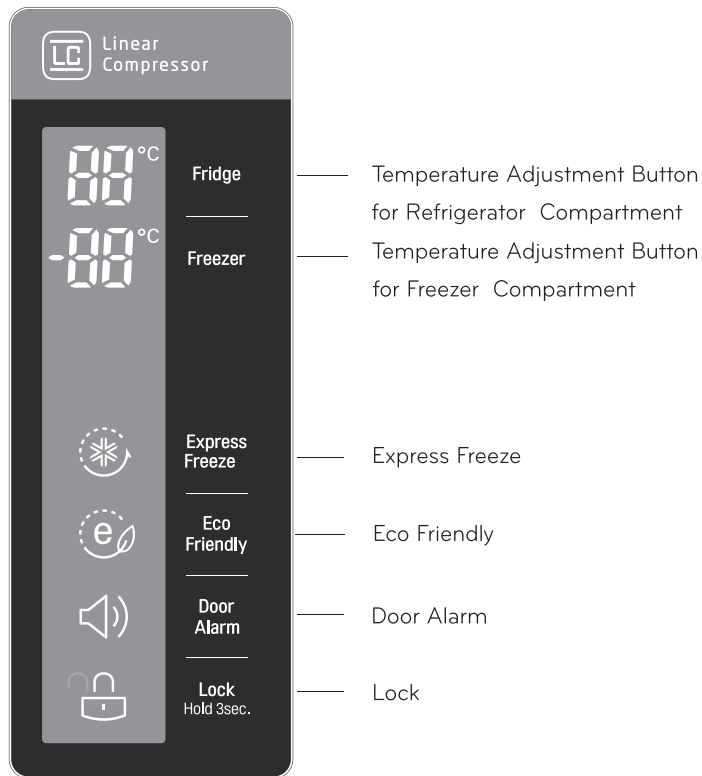 LC Linear
Compressor
88°C Fridge
Temperature Adjustment Button
for Refrigerator Compartment
-88°C Freezer
Temperature Adjustment Button
for Freezer Compartment
Express
Freeze
Express Freeze
e
Eco
Friendly
Eco Friendly
Door
Alarm
Door Alarm
Lock
Hold 3sec.
Lock